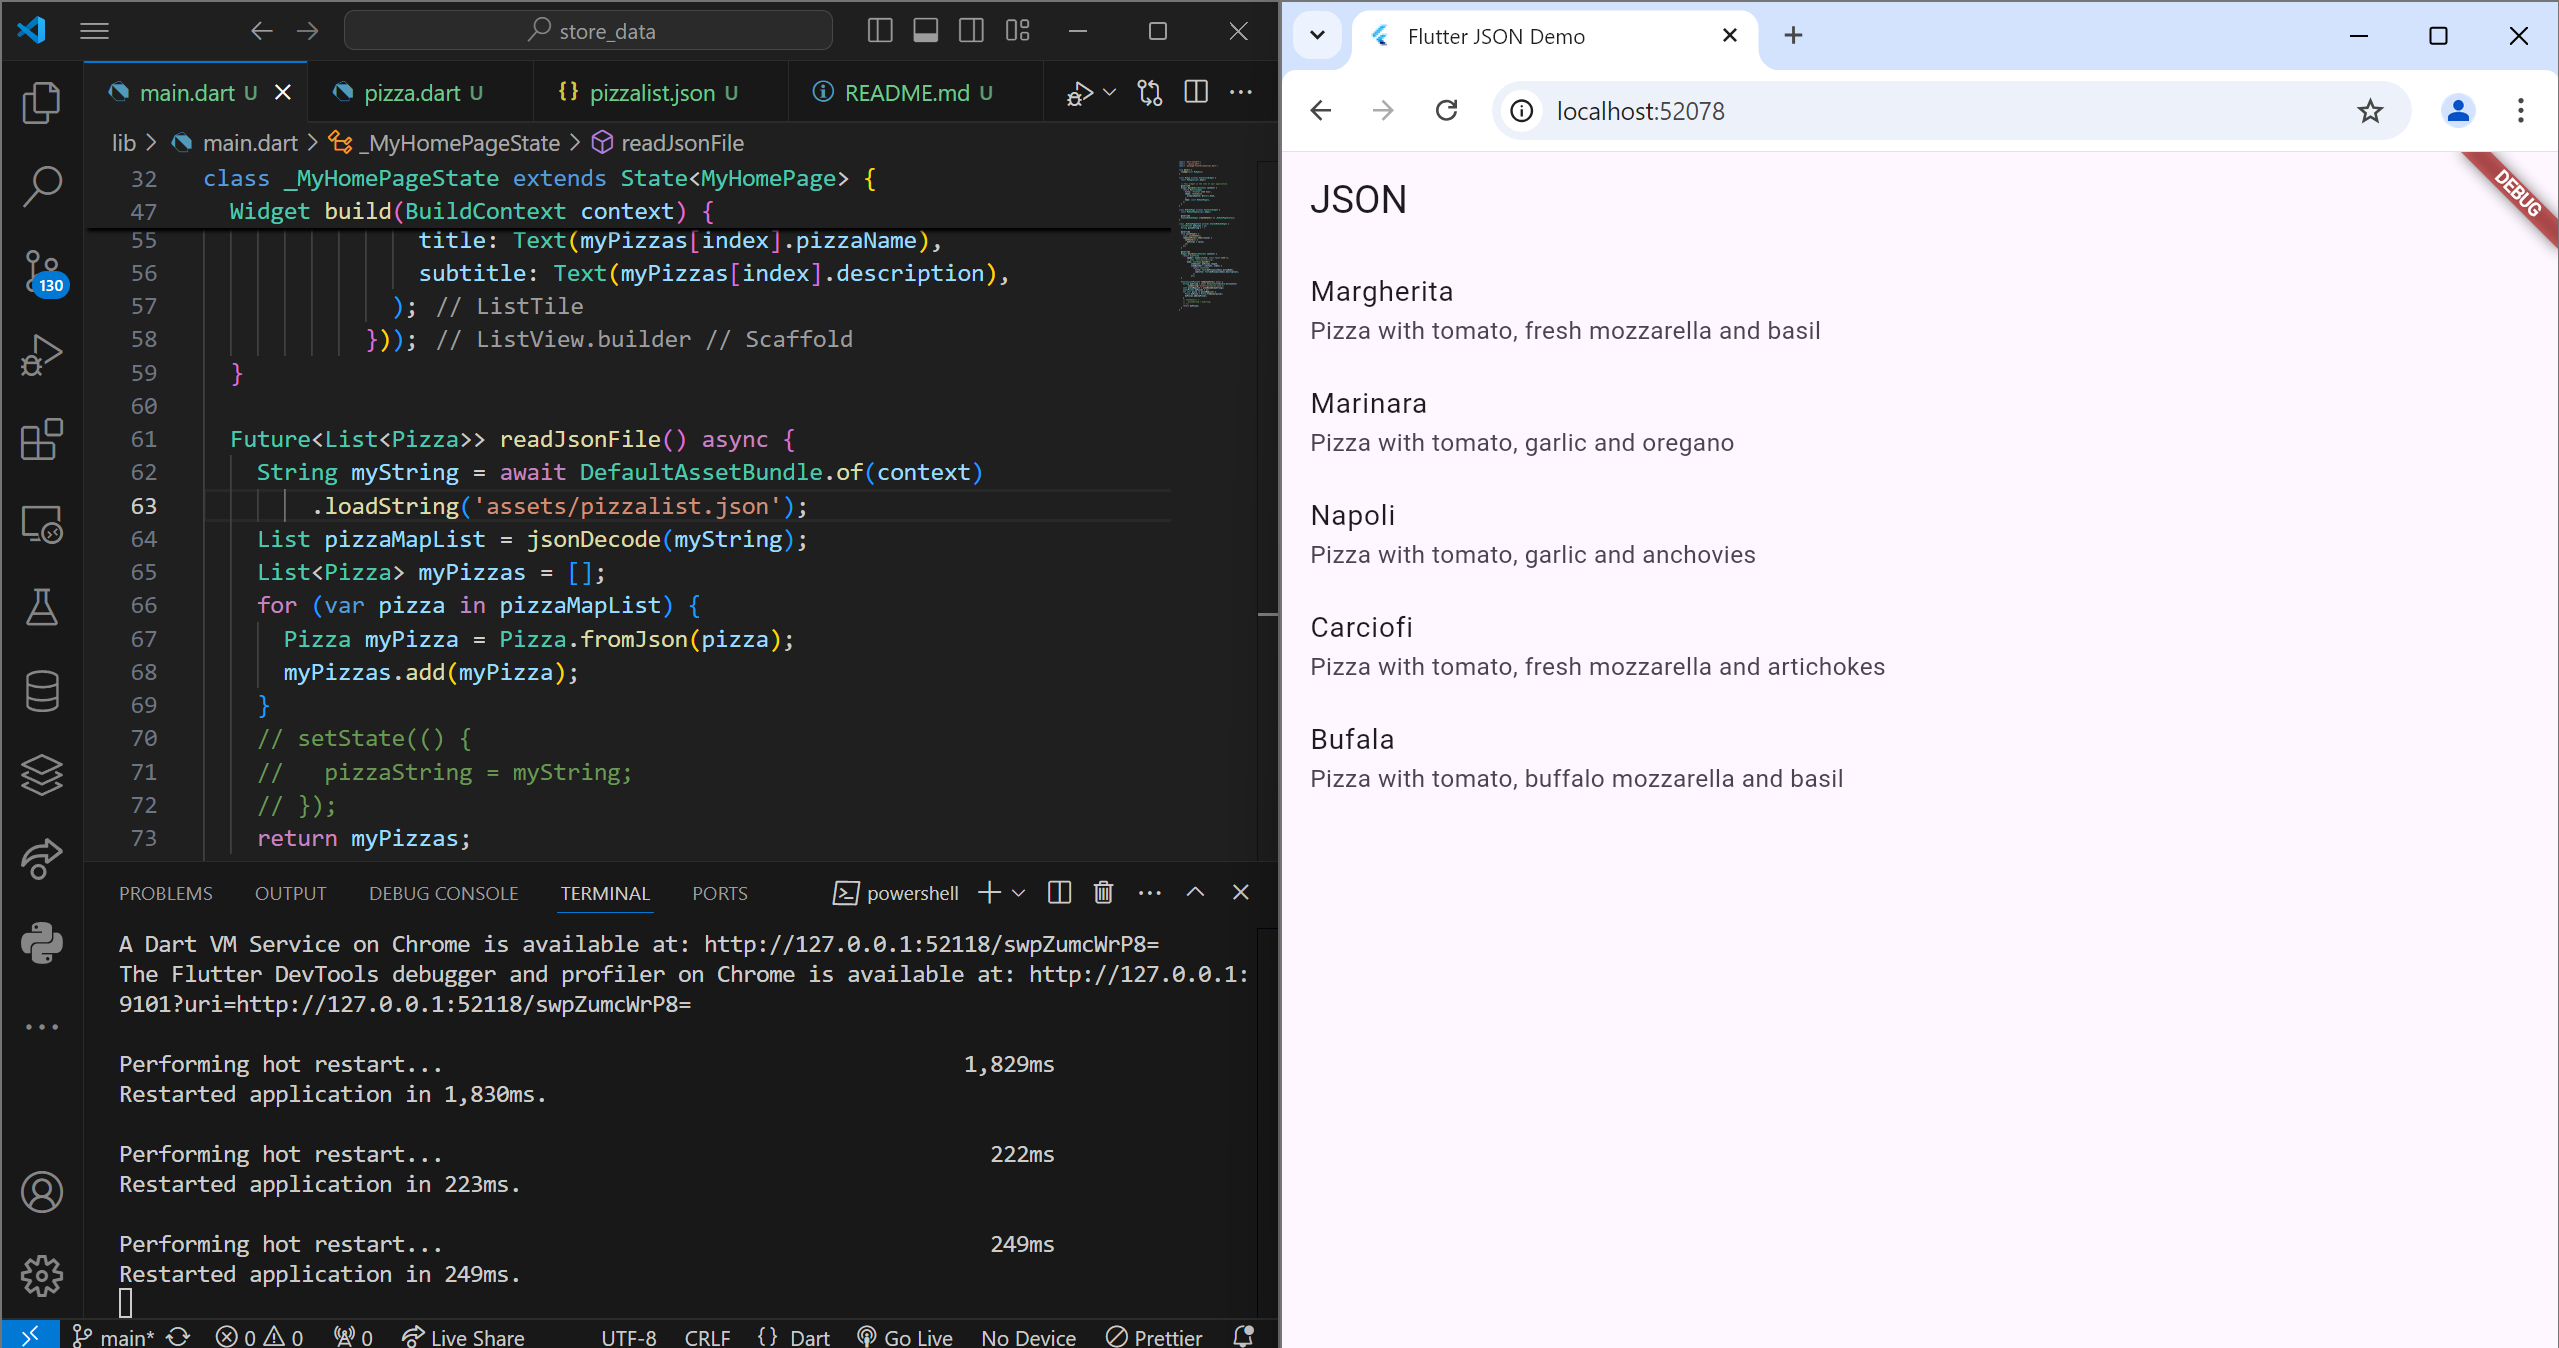 store_data
main.dart U
pizza.dart U
{} pizzalist.json U
README.md U
lib > main.dart > _MyHomePageState > readJsonFile
32 class _MyHomePageState extends State<MyHomePage> {
47 Widget build(BuildContext context) {
55 title: Text(myPizzas[index].pizzaName),
56 subtitle: Text(myPizzas[index].description),
57 ); // ListTile
58 })); // ListView.builder // Scaffold
59 }
60
61 Future<List<Pizza>> readJsonFile() async {
62 String myString = await DefaultAssetBundle.of(context)
63 .loadString('assets/pizzalist.json');
64 List pizzaMapList = jsonDecode(myString);
65 List<Pizza> myPizzas = [];
66 for (var pizza in pizzaMapList) {
67 Pizza myPizza = Pizza.fromJson(pizza);
68 myPizzas.add(myPizza);
69 }
70 // setState(() {
71 //   pizzaString = myString;
72 // });
73 return myPizzas;
130
PROBLEMS OUTPUT DEBUG CONSOLE TERMINAL PORTS powershell
A Dart VM Service on Chrome is available at: http://127.0.0.1:52118/swpZumcWrP8=
The Flutter DevTools debugger and profiler on Chrome is available at: http://127.0.0.1:
9101?uri=http://127.0.0.1:52118/swpZumcWrP8=
Performing hot restart... 1,829ms
Restarted application in 1,830ms.
Performing hot restart... 222ms
Restarted application in 223ms.
Performing hot restart... 249ms
Restarted application in 249ms.
main* 0 0 0 Live Share UTF-8 CRLF {} Dart Go Live No Device Prettier
Flutter JSON Demo
localhost:52078
DEBUG
JSON
Margherita
Pizza with tomato, fresh mozzarella and basil
Marinara
Pizza with tomato, garlic and oregano
Napoli
Pizza with tomato, garlic and anchovies
Carciofi
Pizza with tomato, fresh mozzarella and artichokes
Bufala
Pizza with tomato, buffalo mozzarella and basil